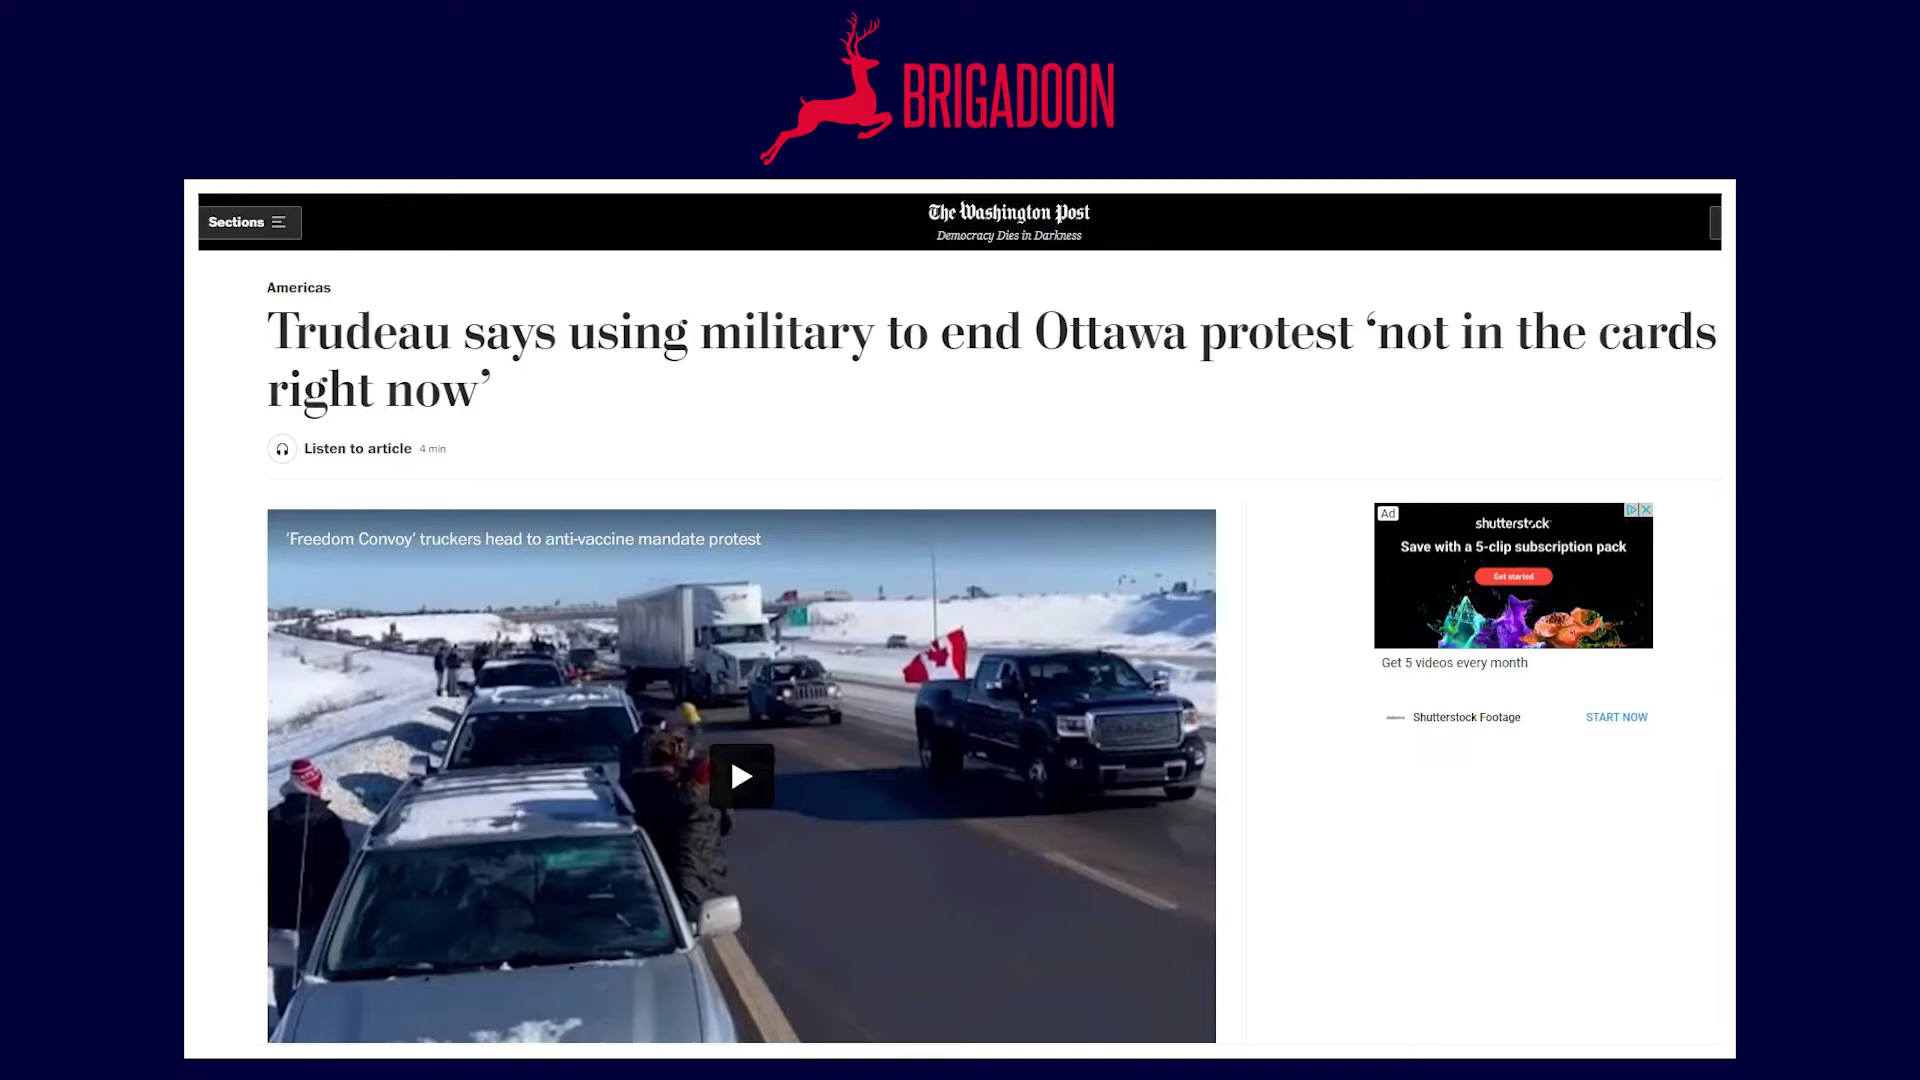 BRIGADOON
Sections
The Washington Post
Democracy Dies in Darkness
Americas
Trudeau says using military to end Ottawa protest ‘not in the cards
right now’
Listen to article 4 min
‘Freedom Convoy’ truckers head to anti-vaccine mandate protest
Ad
shutterstock
Save with a 5-clip subscription pack
Get started
Get 5 videos every month
Shutterstock Footage START NOW